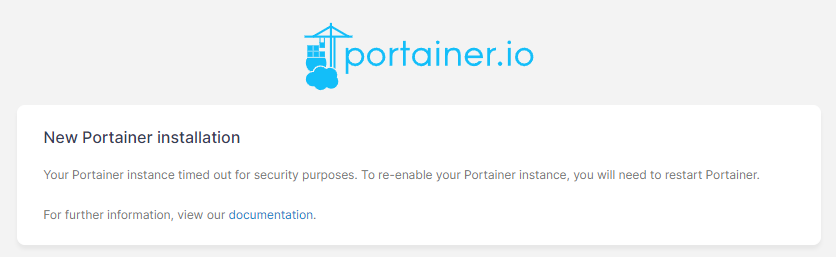 portainer.io
New Portainer installation
Your Portainer instance timed out for security purposes. To re-enable your Portainer instance, you will need to restart Portainer.
For further information, view our documentation.